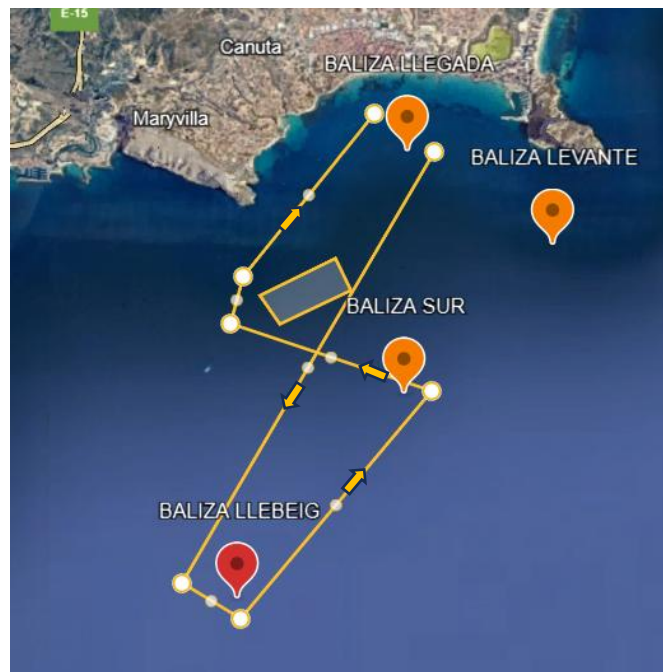 E-15
Canuta
BALIZA LLEGADA
Maryvilla
BALIZA LEVANTE
BALIZA SUR
BALIZA LLEBEIG